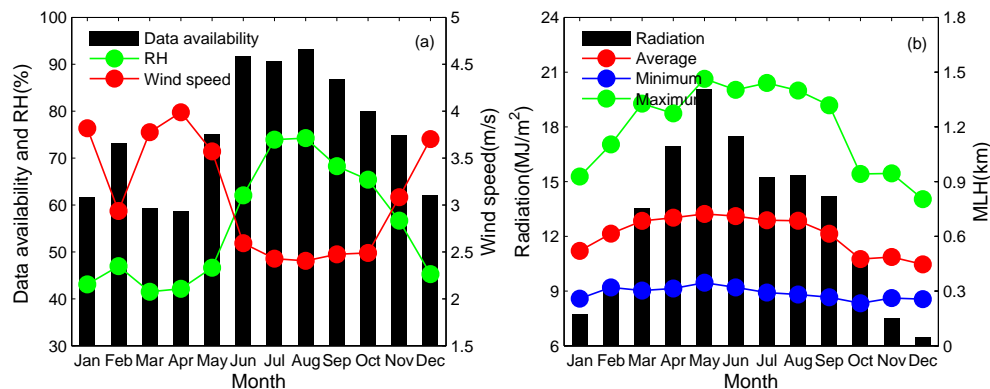 100
90
80
70
60
50
40
30
Data availability and RH(%)
Data availability
RH
Wind speed
(a)
5
4.5
4
3.5
3
2.5
2
1.5
Wind speed(m/s)
Jan Feb Mar Apr May Jun Jul Aug Sep Oct Nov Dec
Month
24
21
18
15
12
9
6
Radiation(MJ/m²)
Radiation
Average
Minimum
Maximum
(b)
1.8
1.5
1.2
0.9
0.6
0.3
0
MLH(km)
Jan Feb Mar Apr May Jun Jul Aug Sep Oct Nov Dec
Month